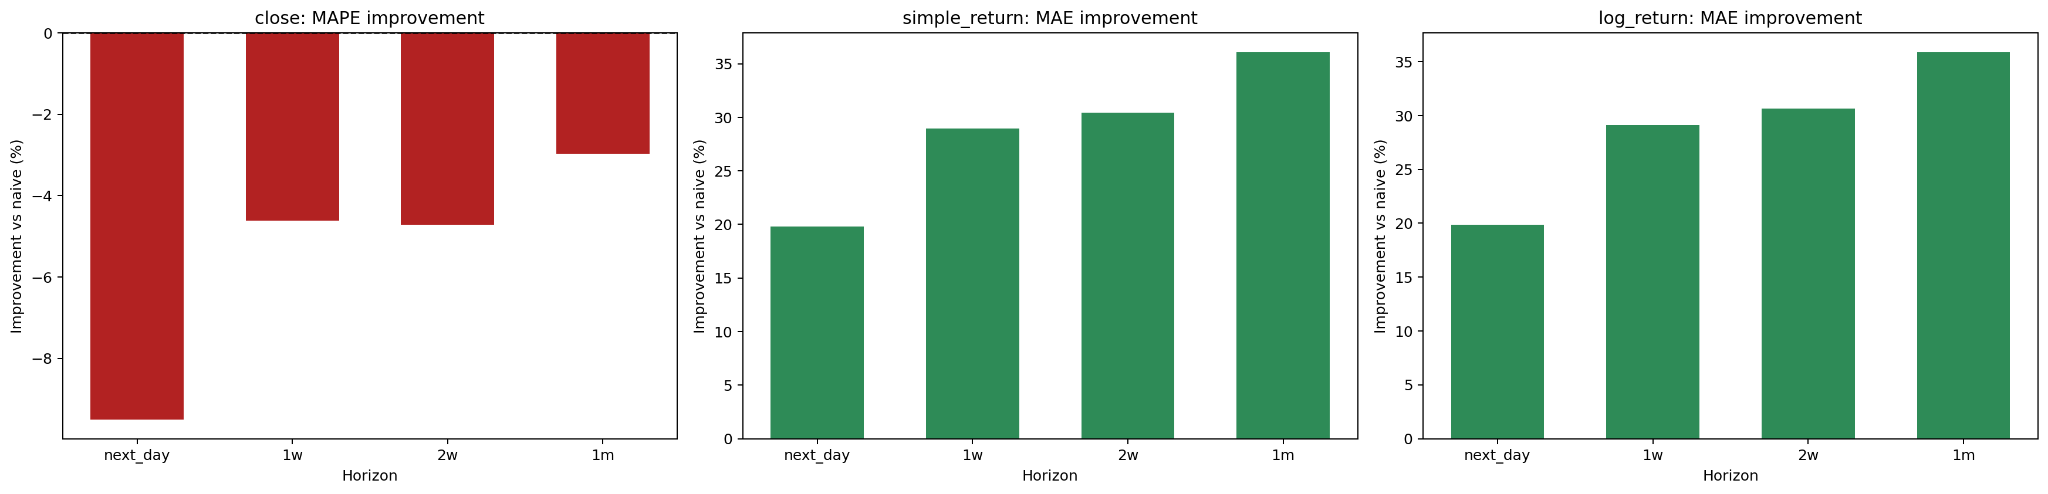 close: MAPE improvement
Improvement vs naive (%)
0
−2
−4
−6
−8
next_day 1w 2w 1m
Horizon
simple_return: MAE improvement
Improvement vs naive (%)
35
30
25
20
15
10
5
0
next_day 1w 2w 1m
Horizon
log_return: MAE improvement
Improvement vs naive (%)
35
30
25
20
15
10
5
0
next_day 1w 2w 1m
Horizon